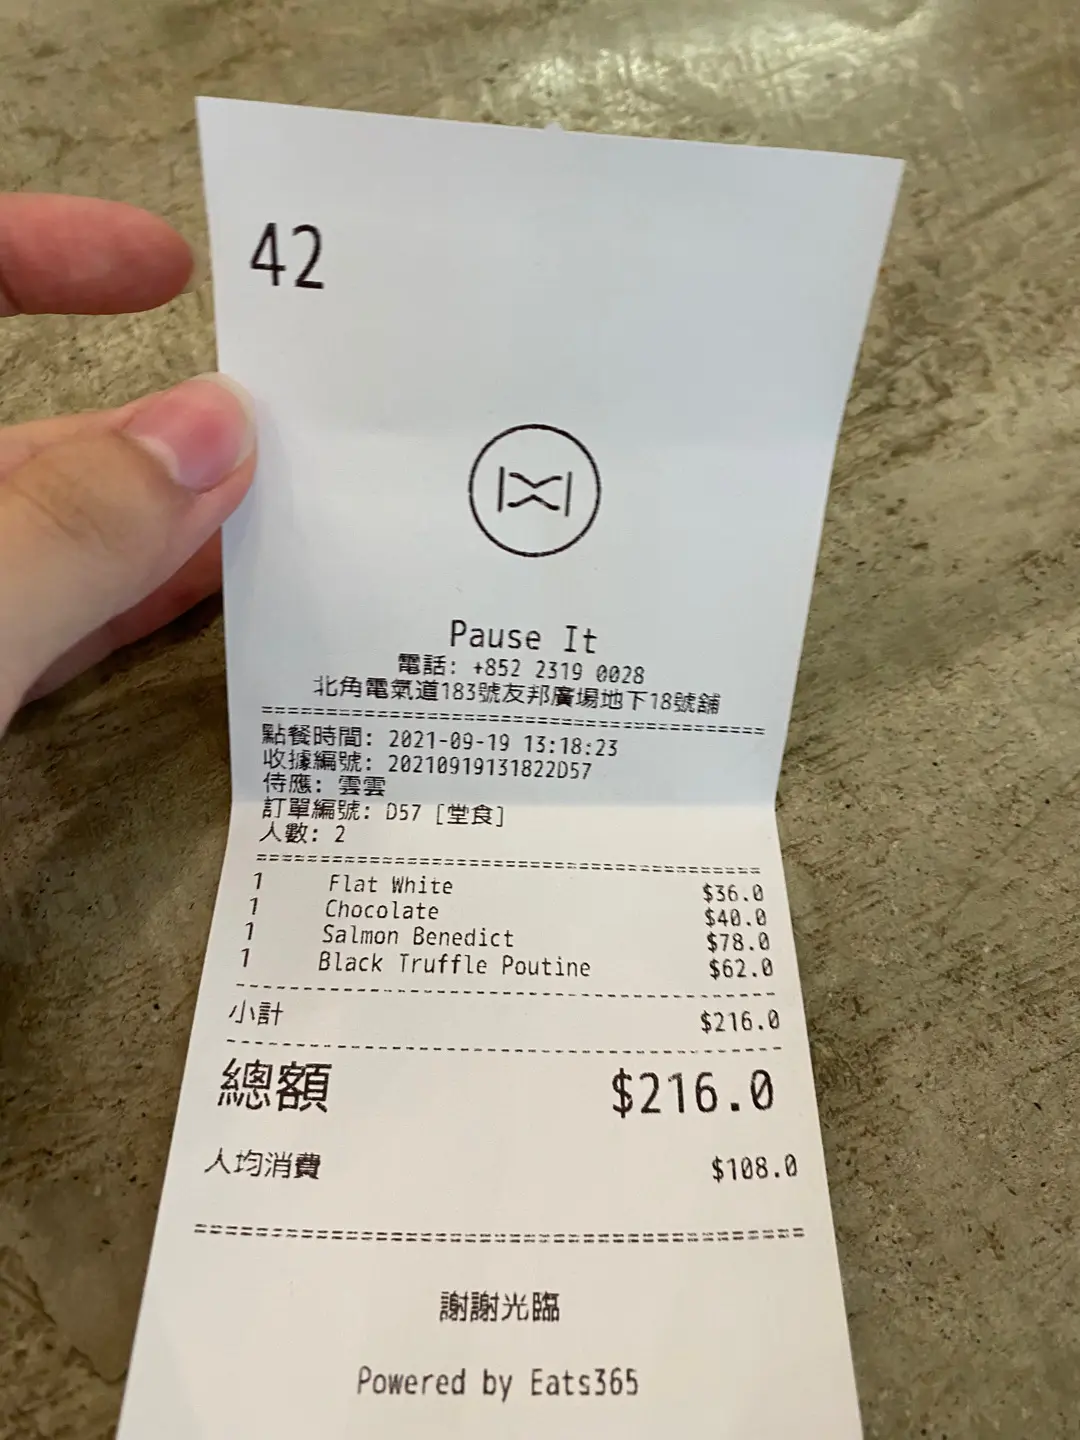 42
Pause It
電話: +852 2319 0028
北角電氣道183號友邦廣場地下18號舖
點餐時間: 2021-09-19 13:18:23
收據編號: 20210919131822D57
侍應: 雲雲
訂單編號: D57 [堂食]
人數: 2
1 Flat White $36.0
1 Chocolate $40.0
1 Salmon Benedict $78.0
1 Black Truffle Poutine $62.0
小計 $216.0
總額 $216.0
人均消費 $108.0
謝謝光臨
Powered by Eats365